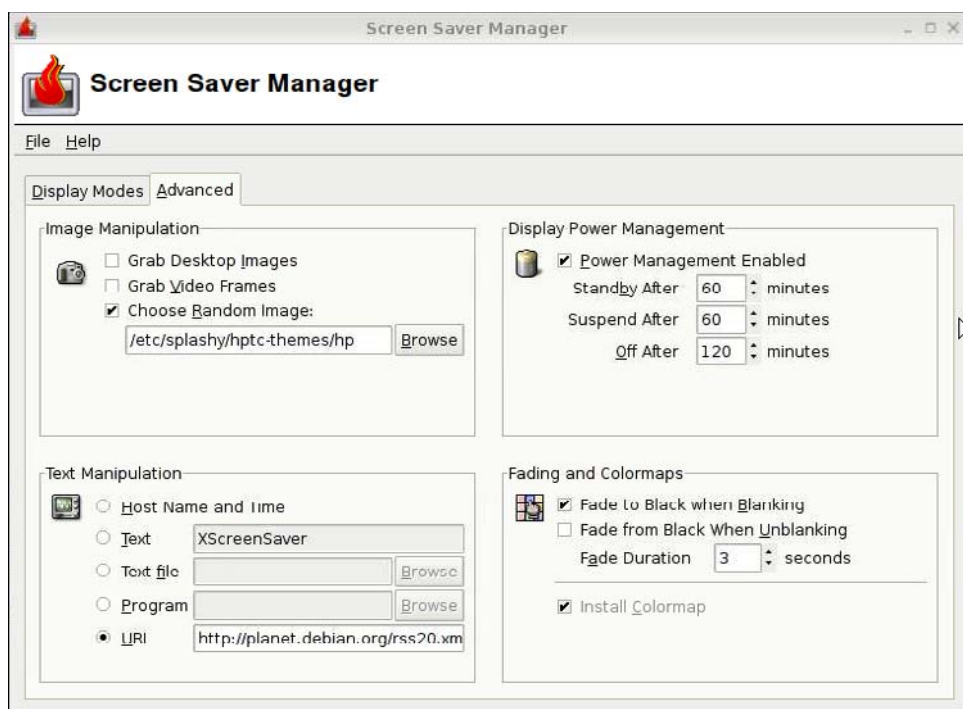 Screen Saver Manager
Screen Saver Manager
File Help
Display Modes Advanced
Image Manipulation
Grab Desktop Images
Grab Video Frames
Choose Random Image:
/etc/splashy/hptc-themes/hp Browse
Display Power Management
Power Management Enabled
Standby After 60 minutes
Suspend After 60 minutes
Off After 120 minutes
Text Manipulation
Host Name and Time
Text XScreenSaver
Text file Browse
Program Browse
URL http://planet.debian.org/rss20.xm
Fading and Colormaps
Fade to Black when Blanking
Fade from Black When Unblanking
Fade Duration 3 seconds
Install Colormap